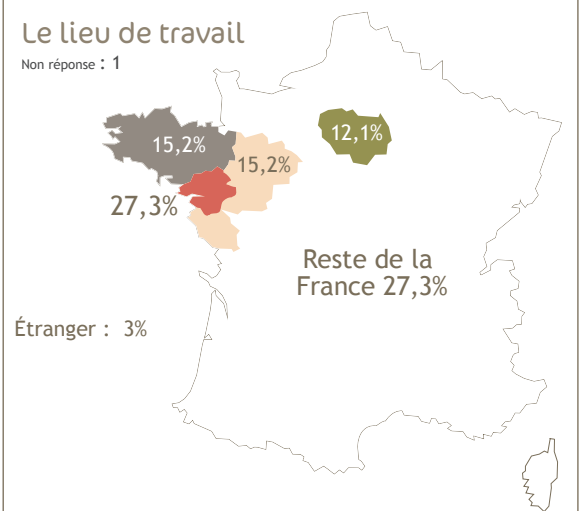 Le lieu de travail
Non réponse : 1
12,1%
15,2%
15,2%
27,3%
Reste de la
France 27,3%
Étranger : 3%